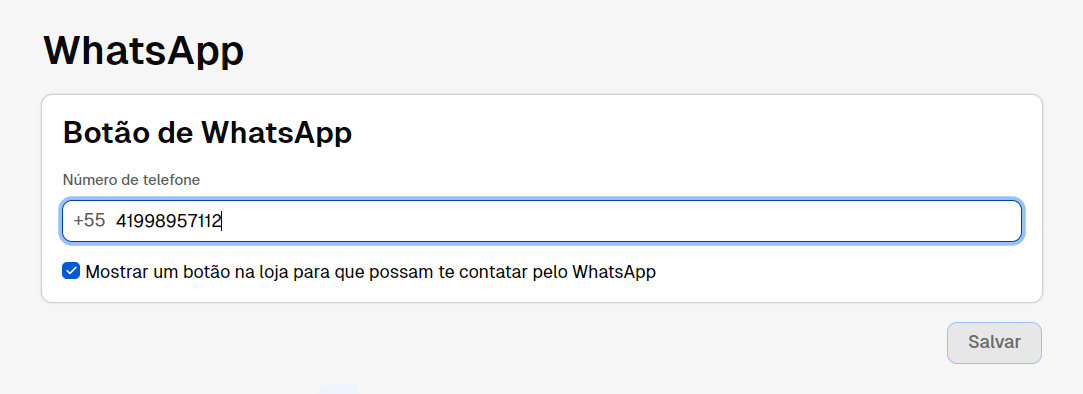 WhatsApp
Botão de WhatsApp
Número de telefone
+55 41998957112
Mostrar um botão na loja para que possam te contatar pelo WhatsApp
Salvar